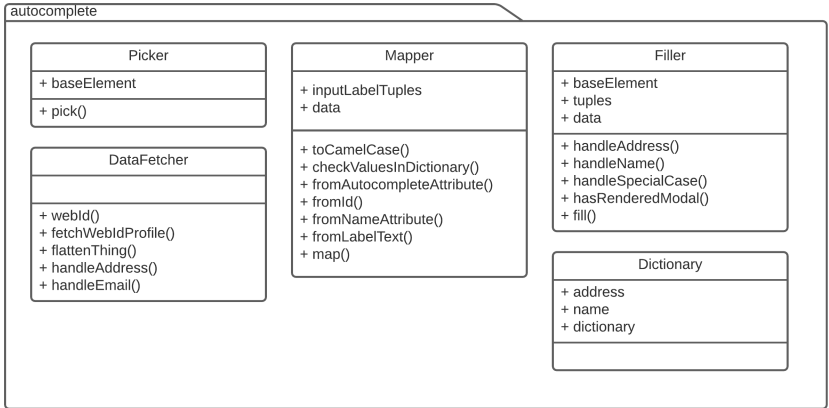 autocomplete
Picker
+ baseElement
+ pick()
DataFetcher
+ webId()
+ fetchWebIdProfile()
+ flattenThing()
+ handleAddress()
+ handleEmail()
Mapper
+ inputLabelTuples
+ data
+ toCamelCase()
+ checkValuesInDictionary()
+ fromAutocompleteAttribute()
+ fromId()
+ fromNameAttribute()
+ fromLabelText()
+ map()
Filler
+ baseElement
+ tuples
+ data
+ handleAddress()
+ handleName()
+ handleSpecialCase()
+ hasRenderedModal()
+ fill()
Dictionary
+ address
+ name
+ dictionary